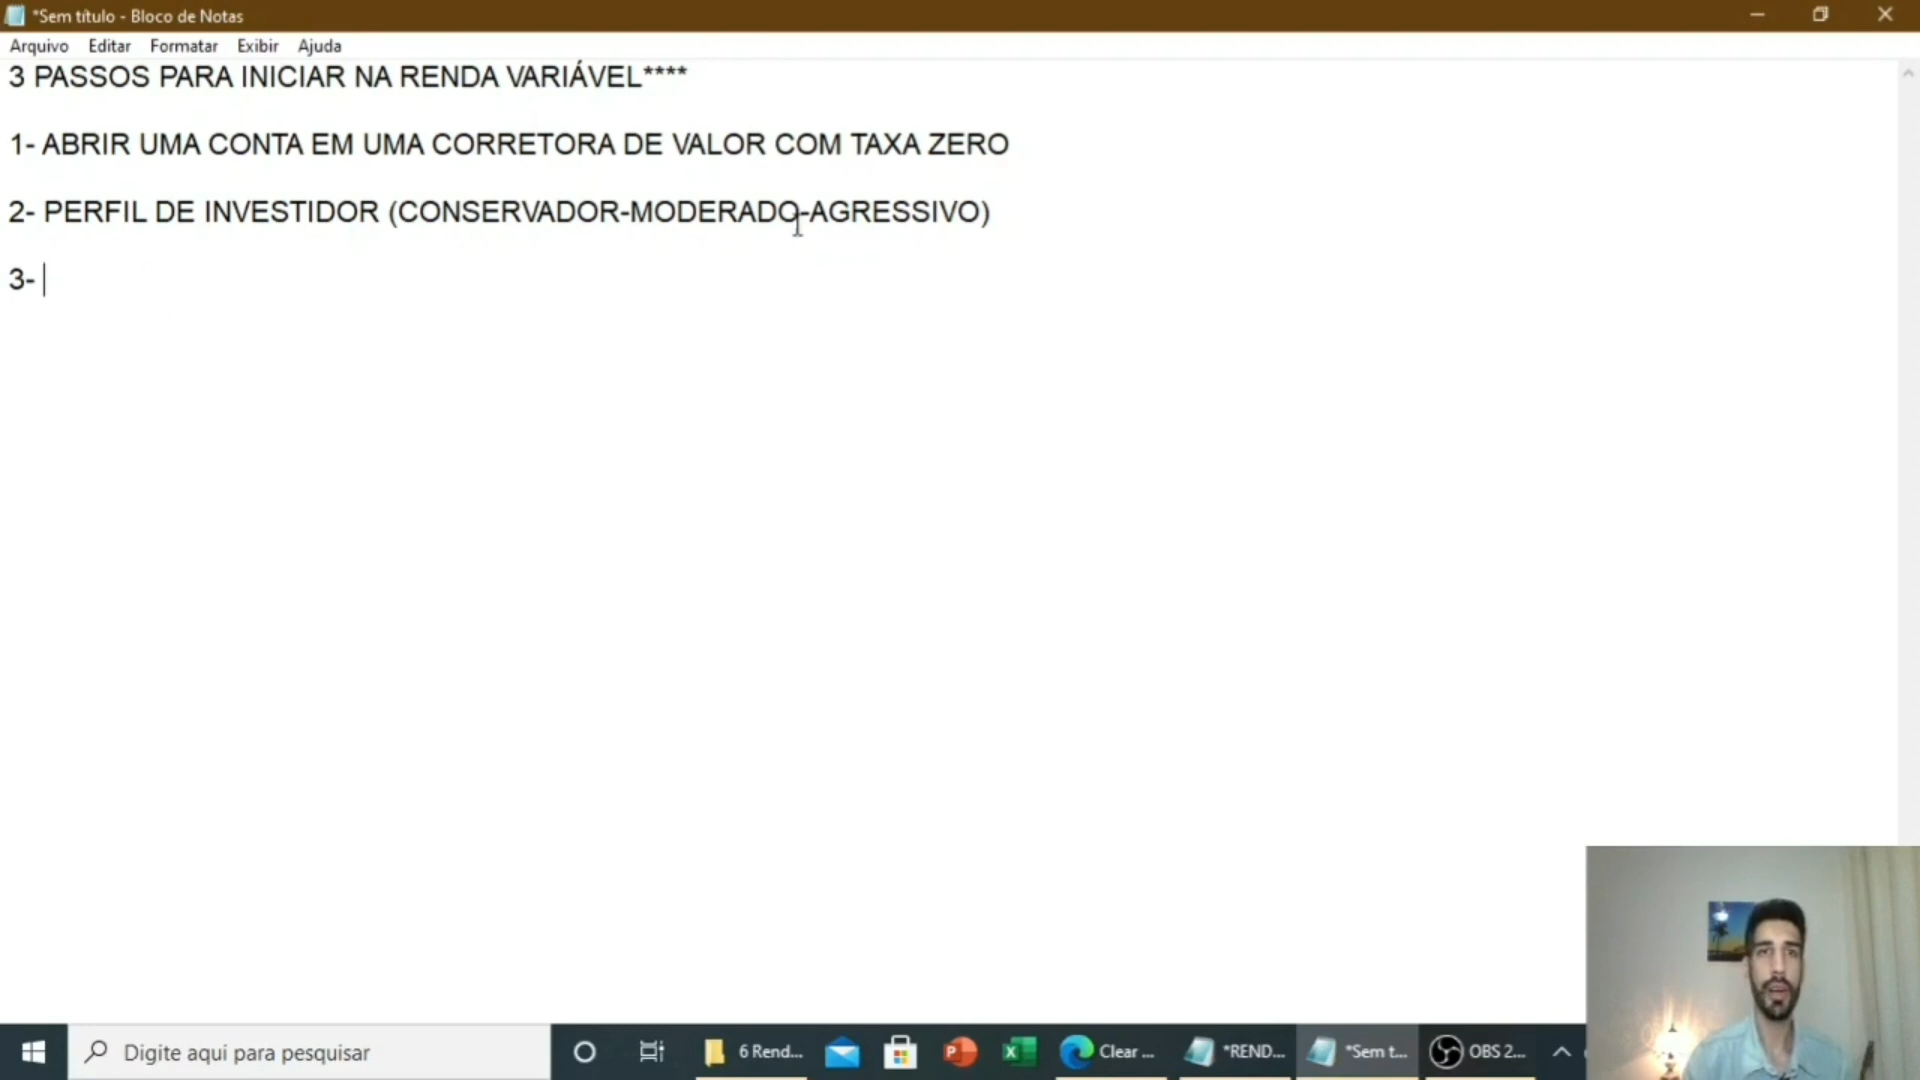 *Sem título - Bloco de Notas
Arquivo Editar Formatar Exibir Ajuda
3 PASSOS PARA INICIAR NA RENDA VARIÁVEL****
1- ABRIR UMA CONTA EM UMA CORRETORA DE VALOR COM TAXA ZERO
2- PERFIL DE INVESTIDOR (CONSERVADOR-MODERADO-AGRESSIVO)
3-
Digite aqui para pesquisar 6 Rend... Clear ... *REND... *Sem t... OBS 2...